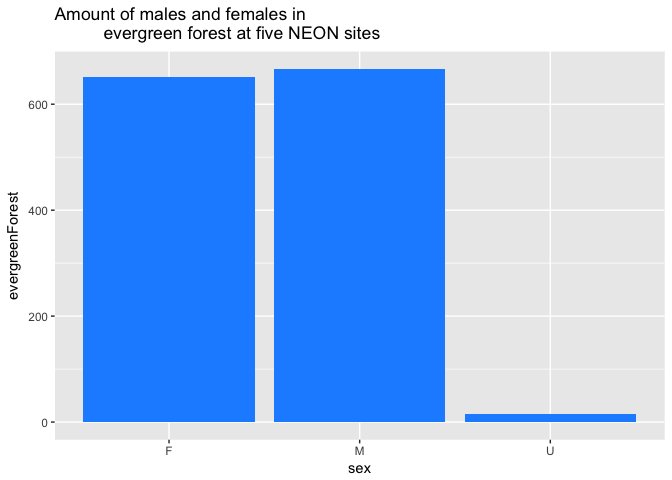 Amount of males and females in
evergreen forest at five NEON sites
evergreenForest
600
400
200
0
F M U
sex